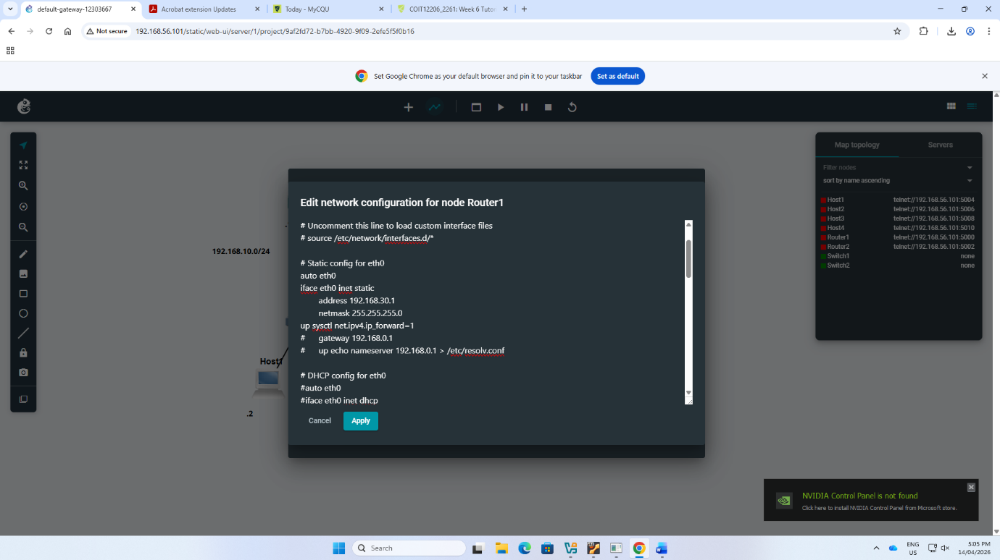 default-gateway-12303667
Acrobat extension Updates
Today - MyCQU
COIT12206_2261: Week 6 Tutor
Not secure
192.168.56.101/static/web-ui/server/1/project/9af2fd72-b7bb-4920-9f09-2efe5f5f0b16
Set Google Chrome as your default browser and pin it to your taskbar
Set as default
Map topology
Servers
Filter nodes
sort by name ascending
Host1 telnet://192.168.56.101:5004
Host2 telnet://192.168.56.101:5006
Host3 telnet://192.168.56.101:5008
Host4 telnet://192.168.56.101:5010
Router1 telnet://192.168.56.101:5000
Router2 telnet://192.168.56.101:5002
Switch1 none
Switch2 none
192.168.10.0/24
Host1
.2
Edit network configuration for node Router1
# Uncomment this line to load custom interface files
# source /etc/network/interfaces.d/*
# Static config for eth0
auto eth0
iface eth0 inet static
address 192.168.30.1
netmask 255.255.255.0
up sysctl net.ipv4.ip_forward=1
# gateway 192.168.0.1
# up echo nameserver 192.168.0.1 > /etc/resolv.conf
# DHCP config for eth0
#auto eth0
#iface eth0 inet dhcp
Cancel
Apply
NVIDIA Control Panel is not found
Click here to install NVIDIA Control Panel from Microsoft store.
Search
ENG
US
5:05 PM
14/04/2026